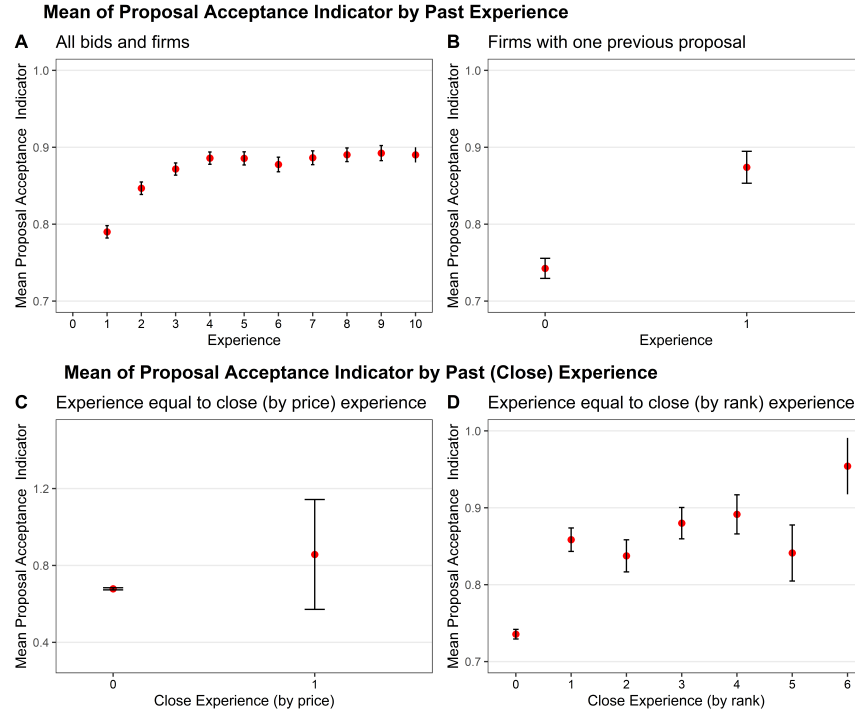 Mean of Proposal Acceptance Indicator by Past Experience
A All bids and firms
Mean Proposal Acceptance Indicator
1.0
0.9
0.8
0.7
0 1 2 3 4 5 6 7 8 9 10
Experience
B Firms with one previous proposal
Mean Proposal Acceptance Indicator
1.0
0.9
0.8
0.7
0 1
Experience
Mean of Proposal Acceptance Indicator by Past (Close) Experience
C Experience equal to close (by price) experience
Mean Proposal Acceptance Indicator
1.2
0.8
0.4
0 1
Close Experience (by price)
D Experience equal to close (by rank) experience
Mean Proposal Acceptance Indicator
1.0
0.9
0.8
0.7
0 1 2 3 4 5 6
Close Experience (by rank)